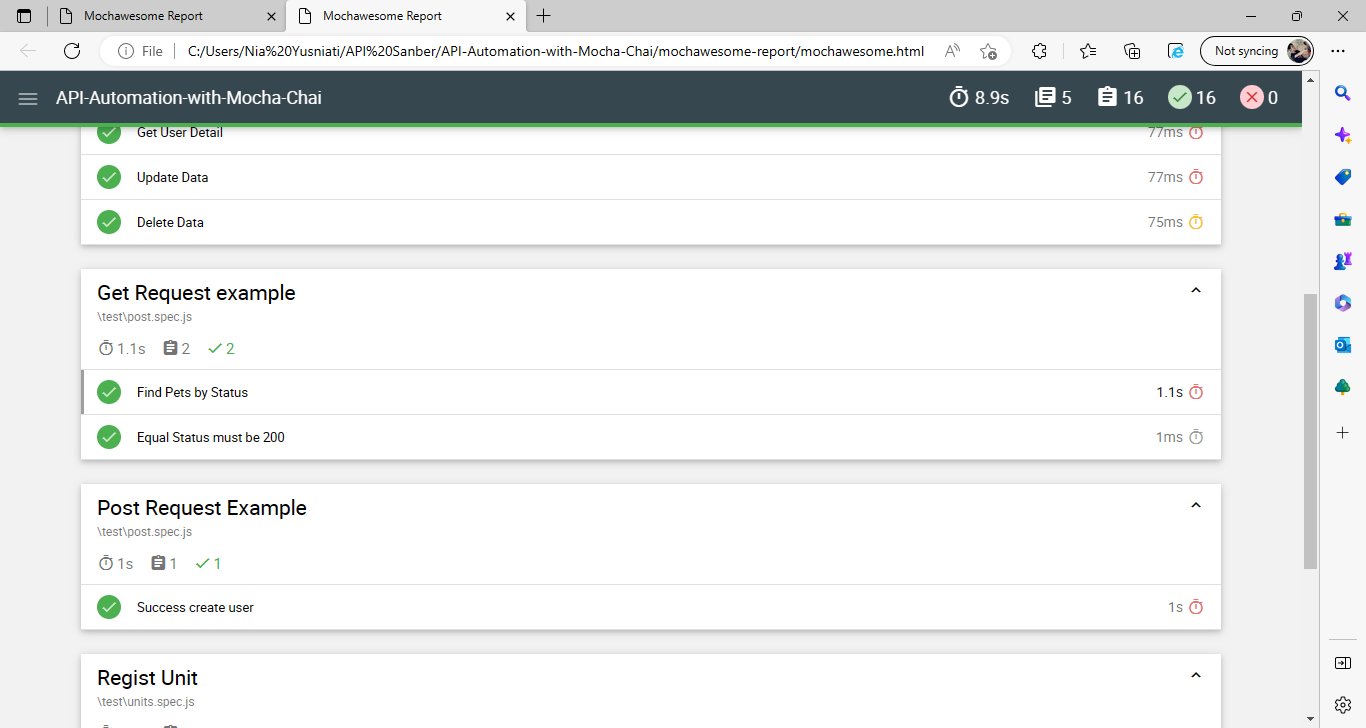 Mochawesome Report
Mochawesome Report
File
C:/Users/Nia%20Yusniati/API%20Sanber/API-Automation-with-Mocha-Chai/mochawesome-report/mochawesome.html
Not syncing
API-Automation-with-Mocha-Chai
8.9s 5 16 16 0
Get User Detail 77ms
Update Data 77ms
Delete Data 75ms
Get Request example
\test\post.spec.js
1.1s 2 2
Find Pets by Status 1.1s
Equal Status must be 200 1ms
Post Request Example
\test\post.spec.js
1s 1 1
Success create user 1s
Regist Unit
\test\units.spec.js